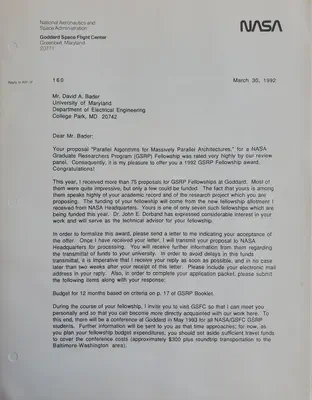 National Aeronautics and
Space Administration
Goddard Space Flight Center
Greenbelt, Maryland
20771
NASA
Reply to Attn of:
160
March 30, 1992
Mr. David A. Bader
University of Maryland
Department of Electrical Engineering
College Park, MD 20742
Dear Mr. Bader:
Your proposal "Parallel Algorithms for Massively Parallel Architectures," for a NASA
Graduate Researchers Program (GSRP) Fellowship was rated very highly by our review
panel. Consequently, it is my pleasure to offer you a 1992 GSRP Fellowship award.
Congratulations!
This year, I received more than 75 proposals for GSRP Fellowships at Goddard. Most
of them were quite impressive, but only a few could be funded. The fact that yours is among
them speaks highly of your academic record and of the research project which you are
proposing. The funding of your fellowship will come from the new fellowship allotment I
received from NASA Headquarters. Yours is one of only seven such fellowships which are
being funded this year. Dr. John E. Dorband has expressed considerable interest in your
work and will serve as the technical advisor for your fellowship.
In order to formalize this award, please send a letter to me indicating your acceptance of
the offer. Once I have received your letter, I will transmit your proposal to NASA
Headquarters for processing. You will receive further information from them regarding
the transmittal of funds to your university. In order to avoid delays in this funds
transmittal, it is imperative that I receive your reply as soon as possible, and in no case
later than two weeks after your receipt of this letter. Please include your electronic mail
address in your reply. Also, in order to complete your application packet, please submit
the following items along with your response:
Budget for 12 months based on criteria on p. 17 of GSRP Booklet.
During the course of your fellowship, I invite you to visit GSFC so that I can meet you
personally and so that you can become more directly acquainted with our work here. To
this end, there will be a conference at Goddard in May 1993 for all NASA/GSFC GSRP
students. Further information will be sent to you as that time approaches; for now, as
you plan your fellowship budget expenditures, you should set aside sufficient travel funds
to cover the conference costs (approximately $300 plus roundtrip transportation to the
Baltimore-Washington area).